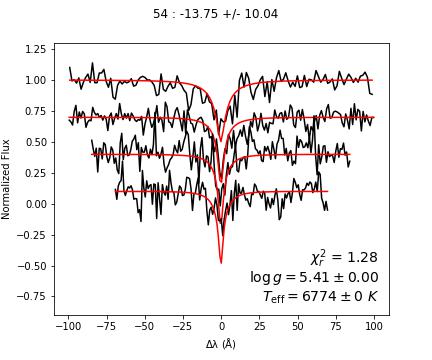 54 : -13.75 +/- 10.04
1.25
1.00
0.75
0.50
0.25
0.00
−0.25
−0.50
−0.75
Normalized Flux
χ²ᵣ = 1.28
log g = 5.41 ± 0.00
T_eff = 6774 ± 0 K
−100 −75 −50 −25 0 25 50 75 100
Δλ (Å)